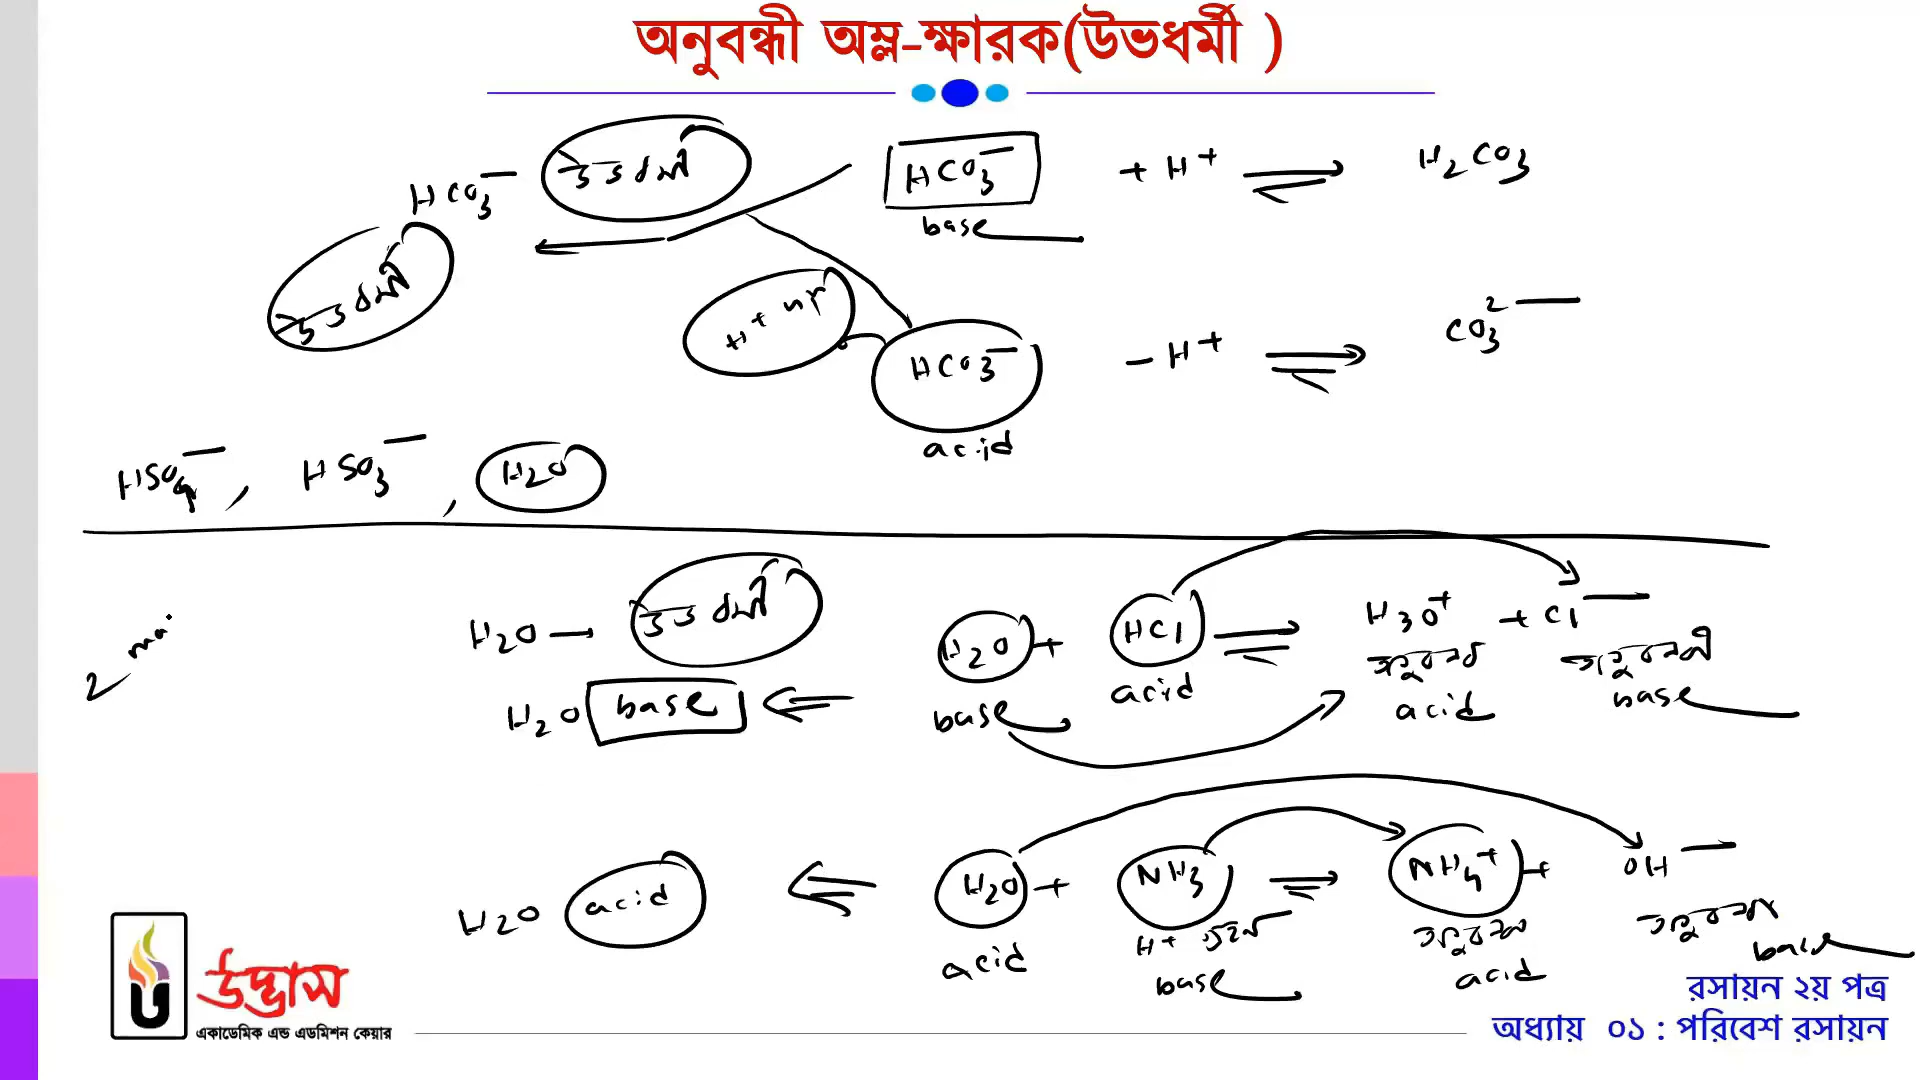 অনুবন্ধী অম্ল-ক্ষারক(উভধর্মী )
HCO₃⁻ উভধর্মী HCO₃⁻ + H⁺ ⇌ H₂CO₃
base
উভধর্মী
H⁺
HCO₃⁻ - H⁺ ⇌ CO₃²⁻
acid
HSO₄⁻, HSO₃⁻, H₂O
H₂O → উভধর্মী
H₂O + HCl ⇌ H₃O⁺ + Cl⁻
base acid অনুবন্ধী acid অনুবন্ধী base
H₂O base ⇐
2
H₂O acid ⇐ H₂O + NH₃ ⇌ NH₄⁺ + OH⁻
acid H⁺ গ্রহন base অনুবন্ধী acid অনুবন্ধী base
উদ্ভাস
একাডেমিক এন্ড এডমিশন কেয়ার
রসায়ন ২য় পত্র
অধ্যায় ০১ : পরিবেশ রসায়ন